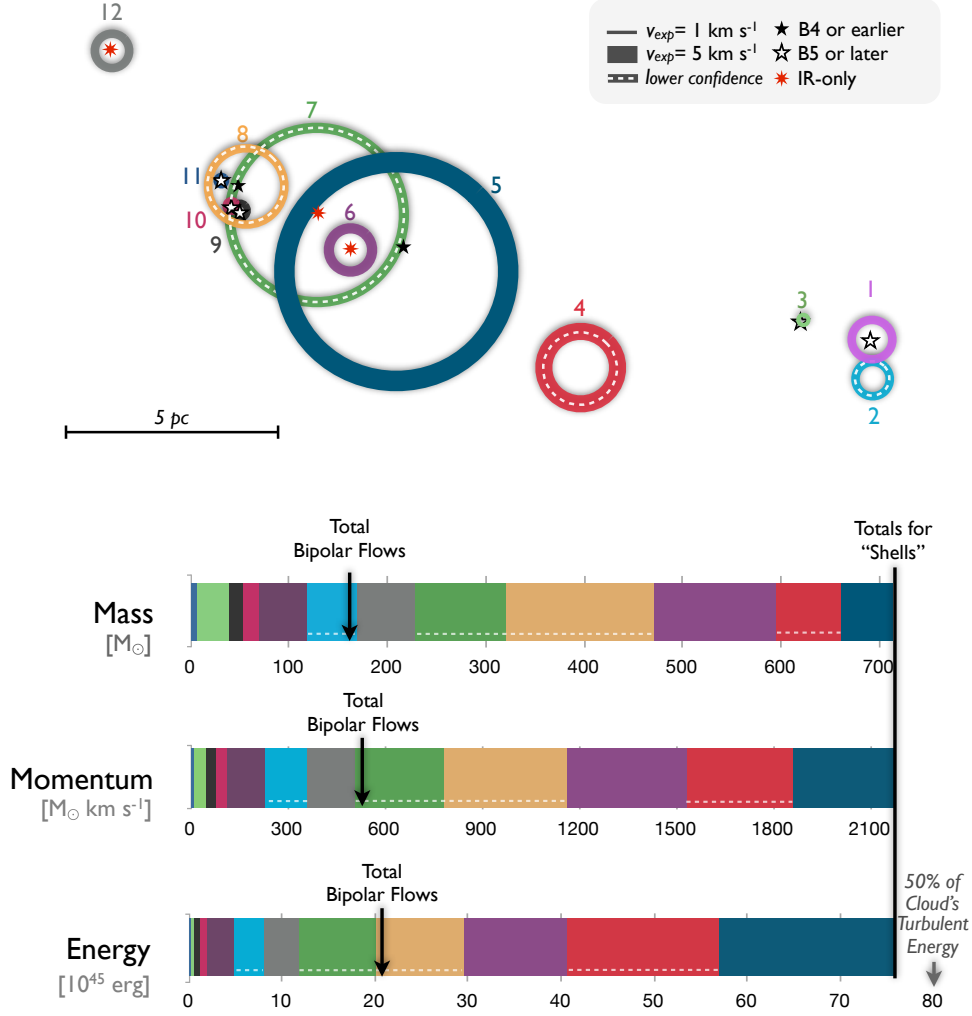 12
v_exp= 1 km s⁻¹
B4 or earlier
v_exp= 5 km s⁻¹
B5 or later
lower confidence
IR-only
7
8
11
5
10
6
9
3
1
4
2
5 pc
Total
Bipolar Flows
Totals for
“Shells”
Mass
[M☉]
0 100 200 300 400 500 600 700
Total
Bipolar Flows
Momentum
[M☉ km s⁻¹]
0 300 600 900 1200 1500 1800 2100
Total
Bipolar Flows
50% of
Cloud's
Turbulent
Energy
Energy
[10⁴⁵ erg]
0 10 20 30 40 50 60 70 80